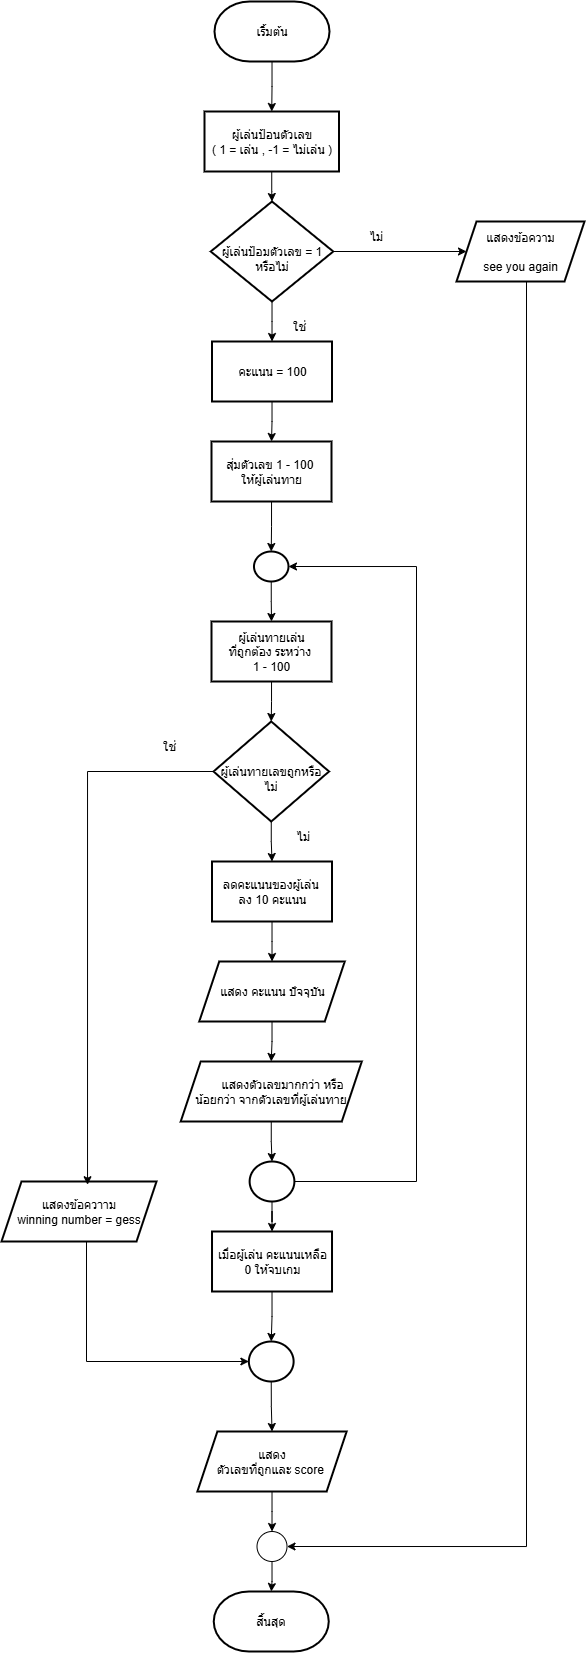 เริ่มต้น
ผู้เล่นป้อนตัวเลข
( 1 = เล่น , -1 = ไม่เล่น )
ผู้เล่นป้อมตัวเลข = 1
หรือไม่
ไม่
แสดงข้อความ
see you again
ใช่
คะแนน = 100
สุ่มตัวเลข 1 - 100
ให้ผู้เล่นทาย
ผู้เล่นทายเล่น
ที่ถูกต้อง ระหว่าง
1 - 100
ใช่
ผู้เล่นทายเลขถูกหรือ
ไม่
ไม่
ลดคะแนนของผู้เล่น
ลง 10 คะแนน
แสดง คะแนน ปัจจุบัน
แสดงตัวเลขมากกว่า หรือ
น้อยกว่า จากตัวเลขที่ผู้เล่นทาย
แสดงข้อความาม
winning number = gess
เมื่อผู้เล่น คะแนนเหลือ
0 ให้จบเกม
แสดง
ตัวเลขที่ถูกและ score
สิ้นสุด